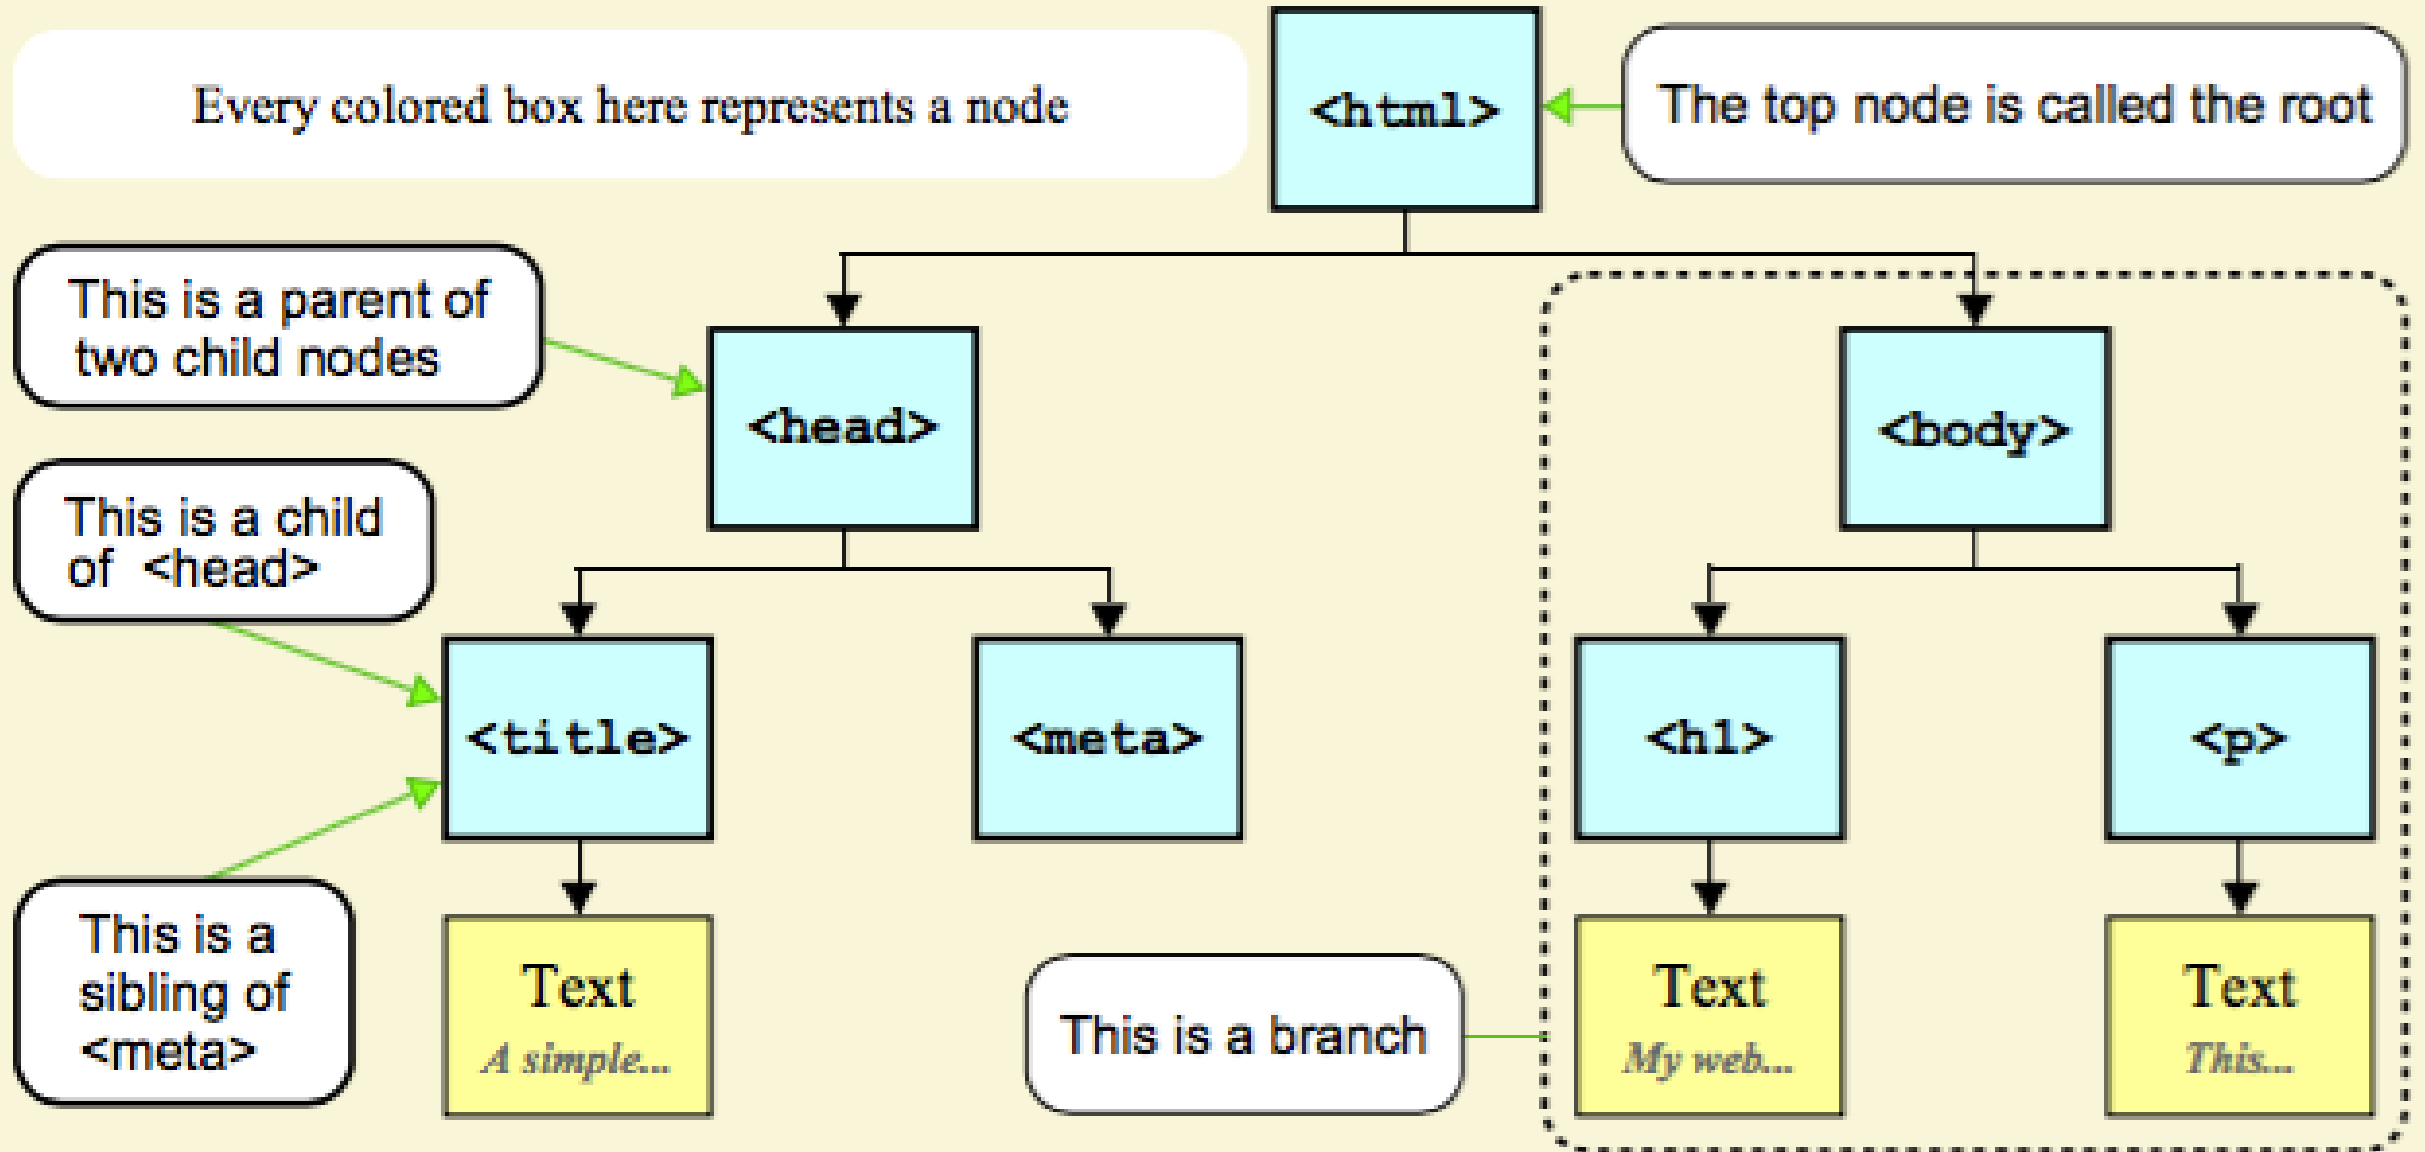 Every colored box here represents a node
<html>
The top node is called the root
This is a parent of
two child nodes
<head>
<body>
This is a child
of <head>
<title>
<meta>
<h1>
<p>
This is a
sibling of
<meta>
Text
A simple...
This is a branch
Text
My web...
Text
This...